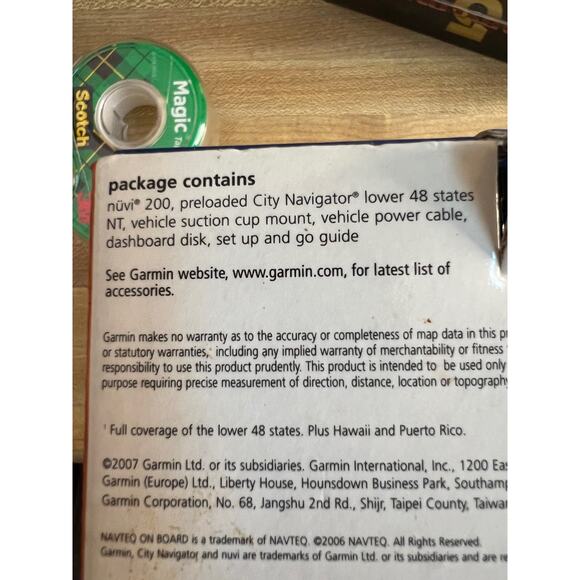 Scotch
Magic
package contains
nüvi® 200, preloaded City Navigator® lower 48 states
NT, vehicle suction cup mount, vehicle power cable,
dashboard disk, set up and go guide
See Garmin website, www.garmin.com, for latest list of
accessories.
Garmin makes no warranty as to the accuracy or completeness of map data in this
or statutory warranties, including any implied warranty of merchantability or fitness
responsibility to use this product prudently. This product is intended to be used only
purpose requiring precise measurement of direction, distance, location or topography
¹ Full coverage of the lower 48 states. Plus Hawaii and Puerto Rico.
©2007 Garmin Ltd. or its subsidiaries. Garmin International, Inc., 1200
Garmin (Europe) Ltd., Liberty House, Hounsdown Business Park,
Garmin Corporation, No. 68, Jangshu 2nd Rd., Shijr, Taipei County,
NAVTEQ ON BOARD is a trademark of NAVTEQ. ©2006 NAVTEQ. All Rights Reserved.
Garmin, City Navigator and nuvi are trademarks of Garmin Ltd. or its subsidiaries and are